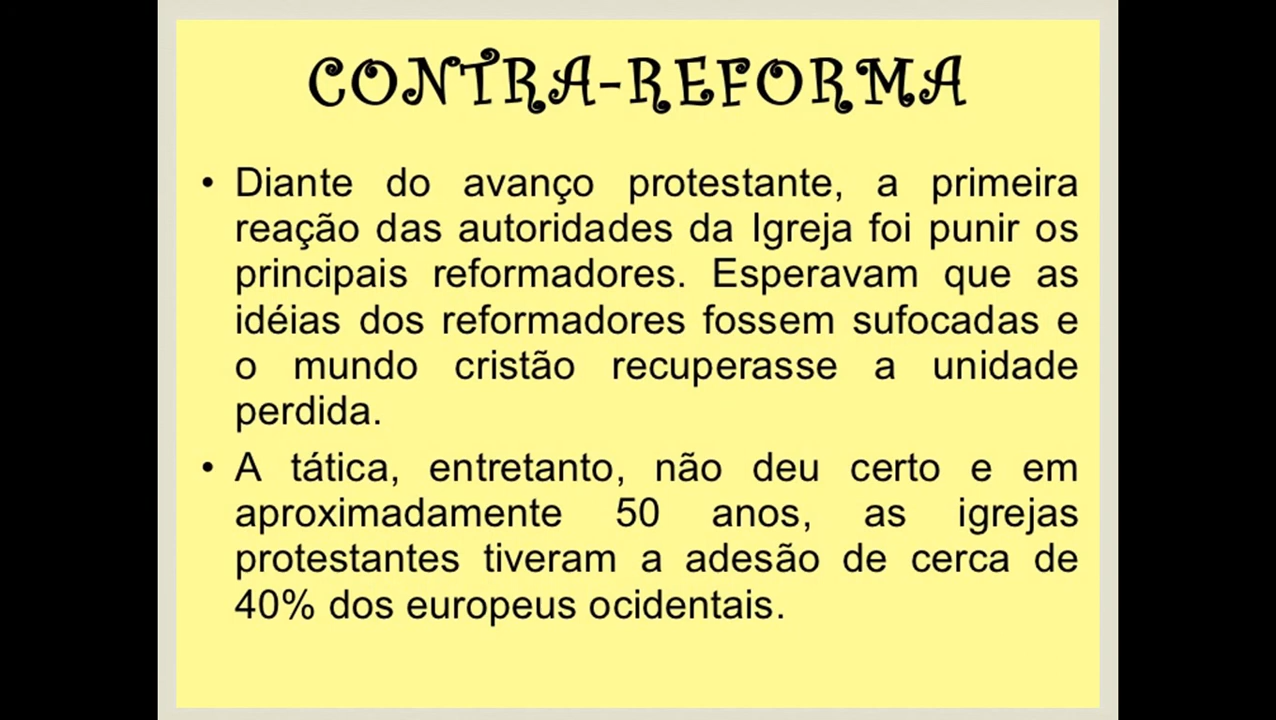 CONTRA-REFORMA
• Diante do avanço protestante, a primeira
reação das autoridades da Igreja foi punir os
principais reformadores. Esperavam que as
idéias dos reformadores fossem sufocadas e
o mundo cristão recuperasse a unidade
perdida.
• A tática, entretanto, não deu certo e em
aproximadamente 50 anos, as igrejas
protestantes tiveram a adesão de cerca de
40% dos europeus ocidentais.